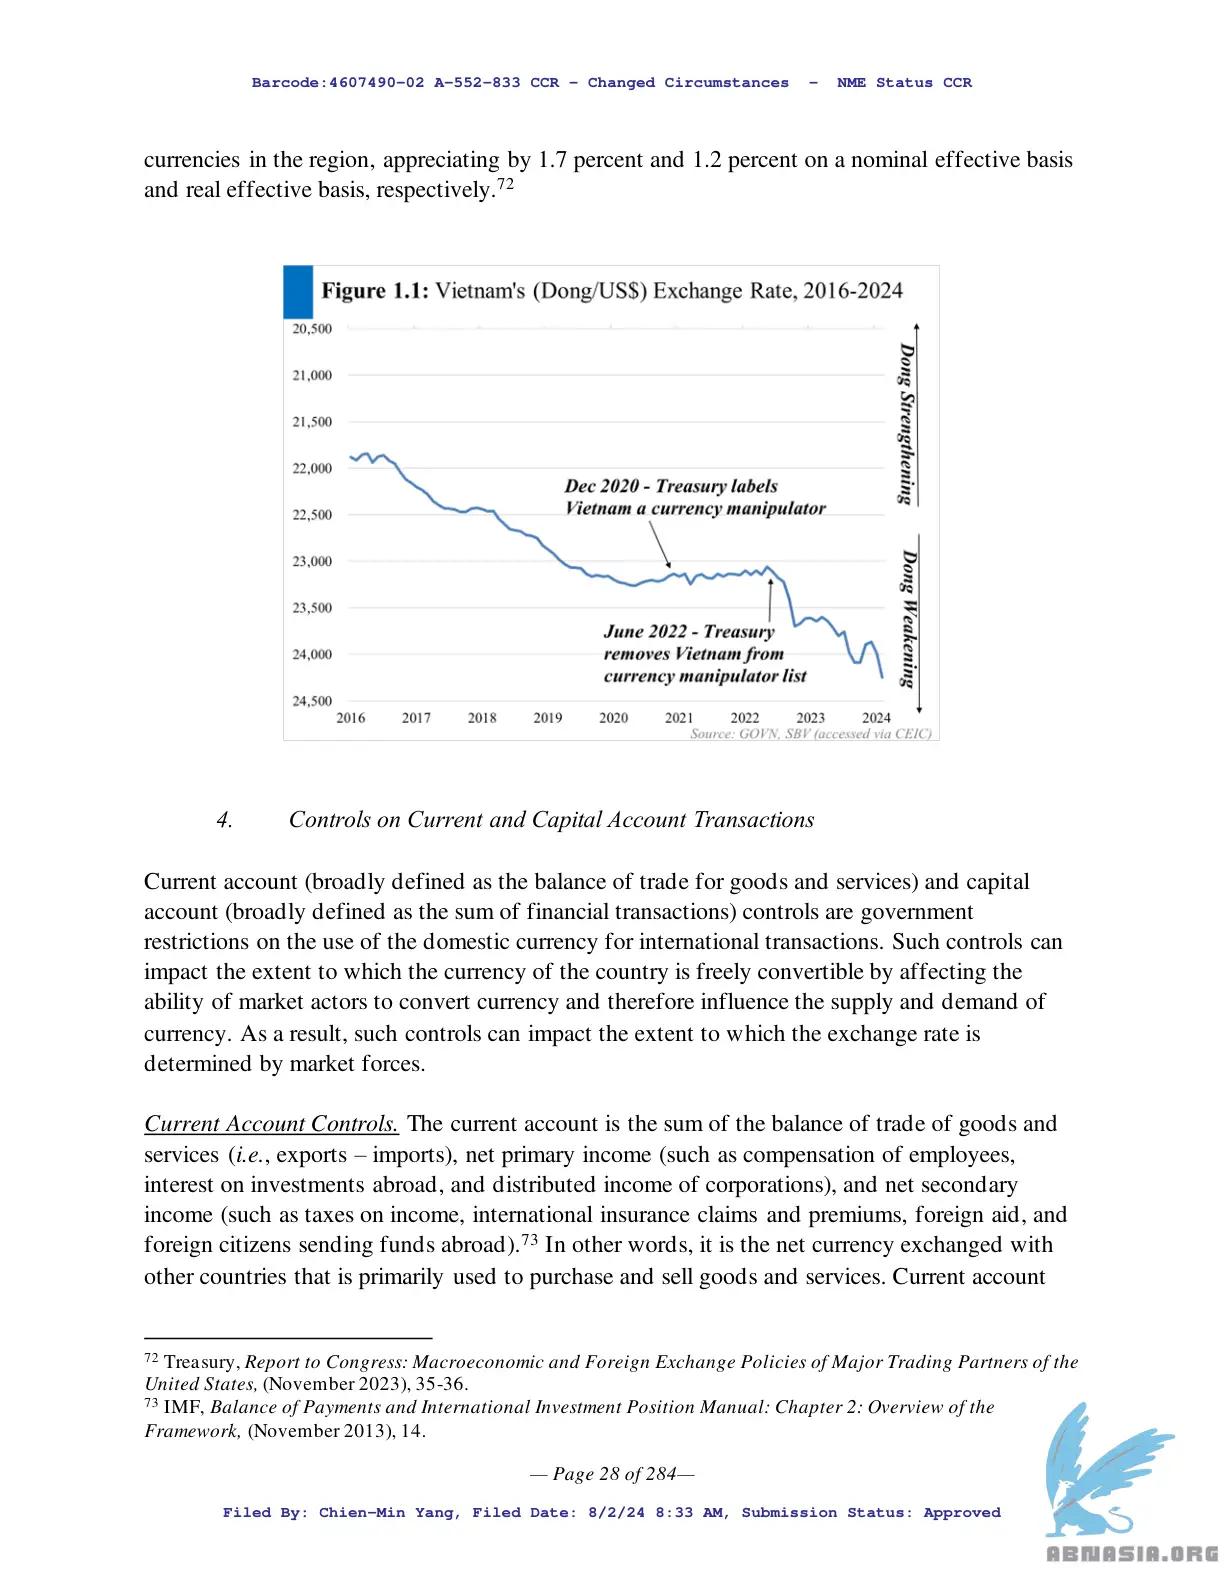 Barcode:4607490-02 A-552-833 CCR - Changed Circumstances - NME Status CCR
currencies in the region, appreciating by 1.7 percent and 1.2 percent on a nominal effective basis
and real effective basis, respectively.72
Figure 1.1: Vietnam's (Dong/US$) Exchange Rate, 2016-2024
20,500
21,000
21,500
22,000
22,500
23,000
23,500
24,000
24,500
Dong Strengthening
Dong Weakening
Dec 2020 - Treasury labels
Vietnam a currency manipulator
June 2022 - Treasury
removes Vietnam from
currency manipulator list
2016 2017 2018 2019 2020 2021 2022 2023 2024
Source: GOVN, SBV (accessed via CEIC)
4. Controls on Current and Capital Account Transactions
Current account (broadly defined as the balance of trade for goods and services) and capital
account (broadly defined as the sum of financial transactions) controls are government
restrictions on the use of the domestic currency for international transactions. Such controls can
impact the extent to which the currency of the country is freely convertible by affecting the
ability of market actors to convert currency and therefore influence the supply and demand of
currency. As a result, such controls can impact the extent to which the exchange rate is
determined by market forces.
Current Account Controls. The current account is the sum of the balance of trade of goods and
services (i.e., exports – imports), net primary income (such as compensation of employees,
interest on investments abroad, and distributed income of corporations), and net secondary
income (such as taxes on income, international insurance claims and premiums, foreign aid, and
foreign citizens sending funds abroad).73 In other words, it is the net currency exchanged with
other countries that is primarily used to purchase and sell goods and services. Current account
72 Treasury, Report to Congress: Macroeconomic and Foreign Exchange Policies of Major Trading Partners of the
United States, (November 2023), 35-36.
73 IMF, Balance of Payments and International Investment Position Manual: Chapter 2: Overview of the
Framework, (November 2013), 14.
— Page 28 of 284—
Filed By: Chien-Min Yang, Filed Date: 8/2/24 8:33 AM, Submission Status: Approved
ABNASIA.ORG